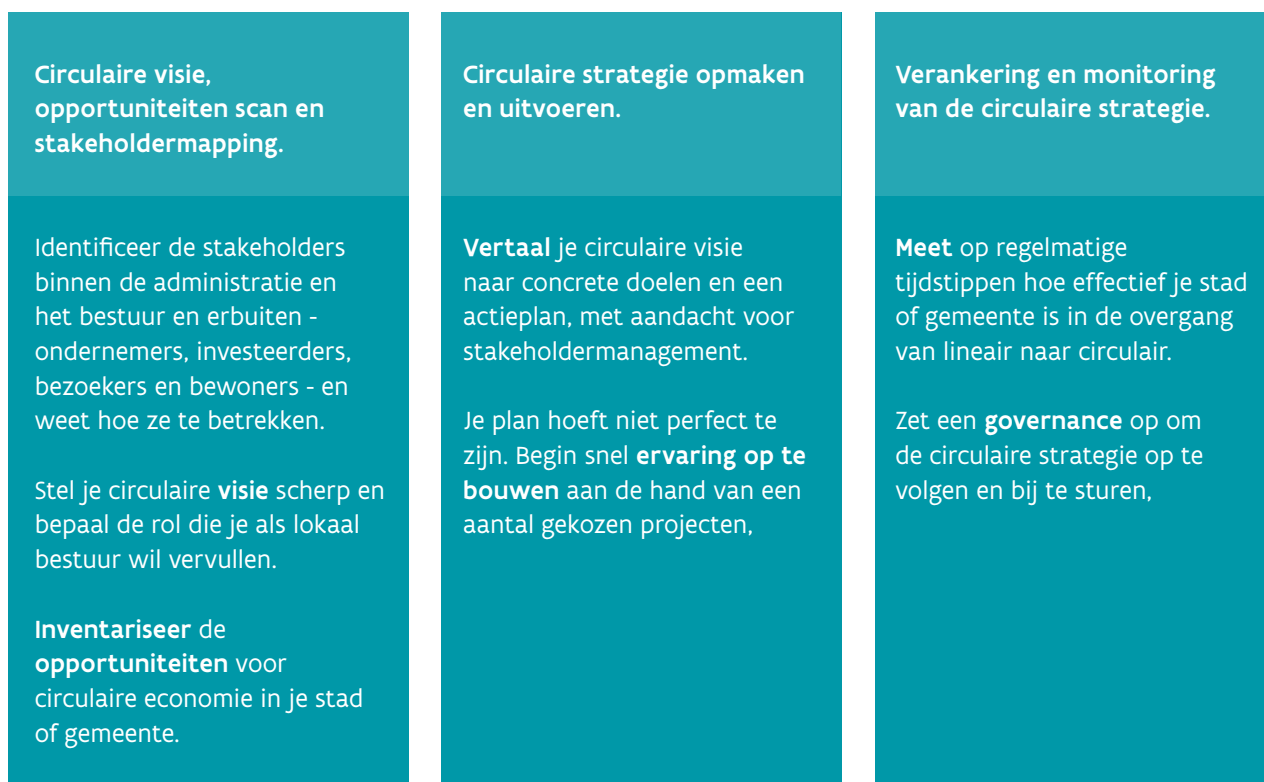 Circulaire visie,
opportuniteiten scan en
stakeholdermapping.
Identificeer de stakeholders
binnen de administratie en
het bestuur en erbuiten -
ondernemers, investeerders,
bezoekers en bewoners - en
weet hoe ze te betrekken.
Stel je circulaire visie scherp en
bepaal de rol die je als lokaal
bestuur wil vervullen.
Inventariseer de
opportuniteiten voor
circulaire economie in je stad
of gemeente.
Circulaire strategie opmaken
en uitvoeren.
Vertaal je circulaire visie
naar concrete doelen en een
actieplan, met aandacht voor
stakeholdermanagement.
Je plan hoeft niet perfect te
zijn. Begin snel ervaring op te
bouwen aan de hand van een
aantal gekozen projecten,
Verankering en monitoring
van de circulaire strategie.
Meet op regelmatige
tijdstippen hoe effectief je stad
of gemeente is in de overgang
van lineair naar circulair.
Zet een governance op om
de circulaire strategie op te
volgen en bij te sturen,